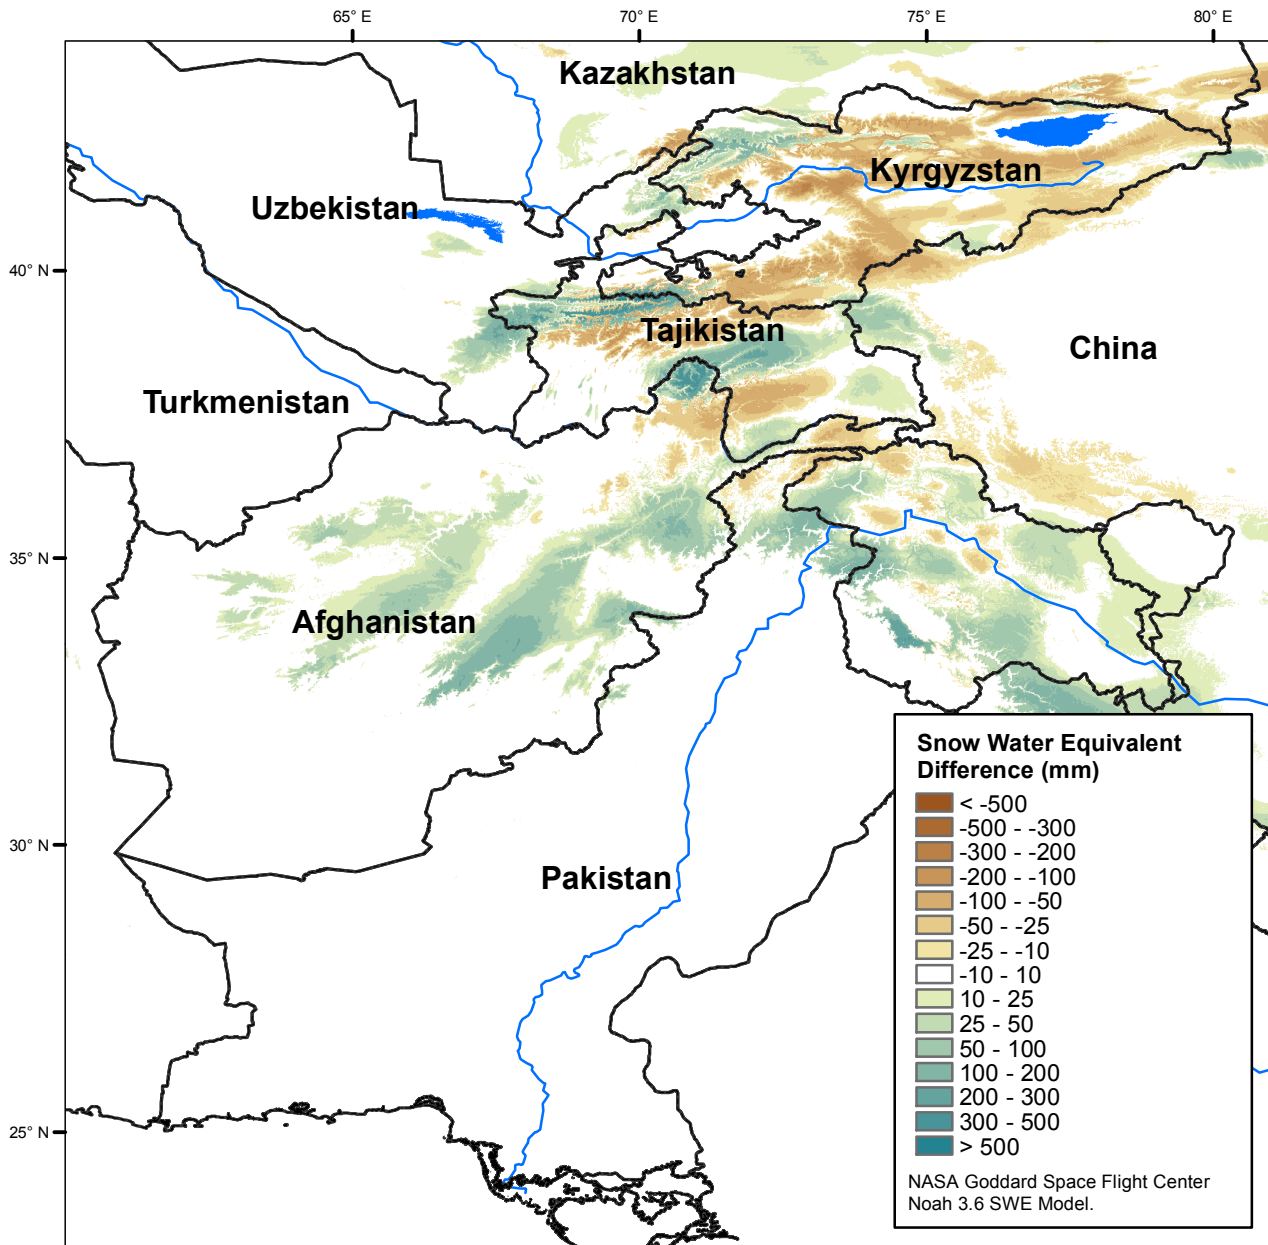 65° E
70° E
75° E
80° E
Kazakhstan
Kyrgyzstan
Uzbekistan
40° N
Tajikistan
China
Turkmenistan
35° N
Afghanistan
30° N
Pakistan
25° N
Snow Water Equivalent
Difference (mm)
< -500
-500 - -300
-300 - -200
-200 - -100
-100 - -50
-50 - -25
-25 - -10
-10 - 10
10 - 25
25 - 50
50 - 100
100 - 200
200 - 300
300 - 500
> 500
NASA Goddard Space Flight Center
Noah 3.6 SWE Model.